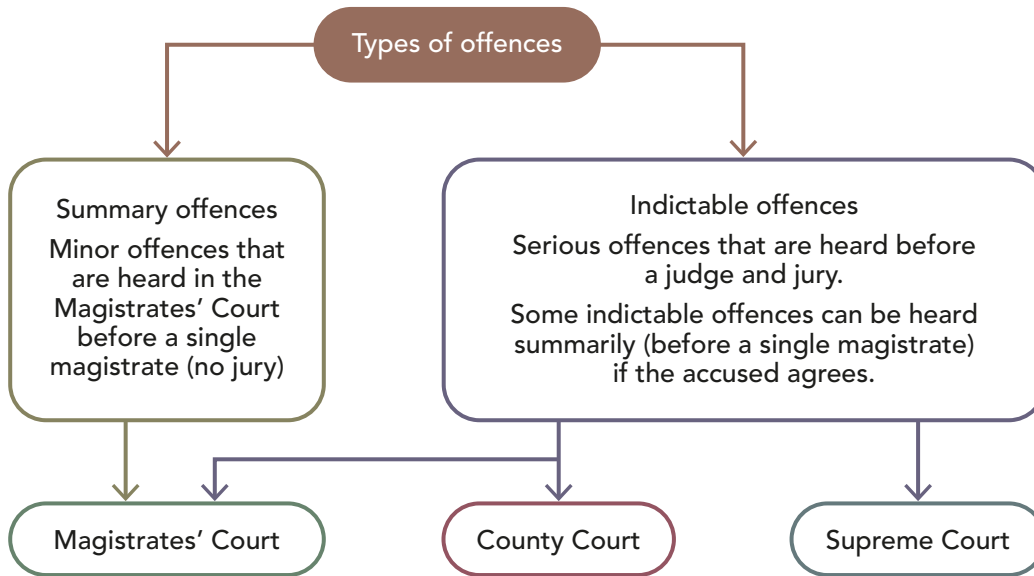 Types of offences
Summary offences
Minor offences that
are heard in the
Magistrates’ Court
before a single
magistrate (no jury)
Indictable offences
Serious offences that are heard before
a judge and jury.
Some indictable offences can be heard
summarily (before a single magistrate)
if the accused agrees.
Magistrates’ Court
County Court
Supreme Court